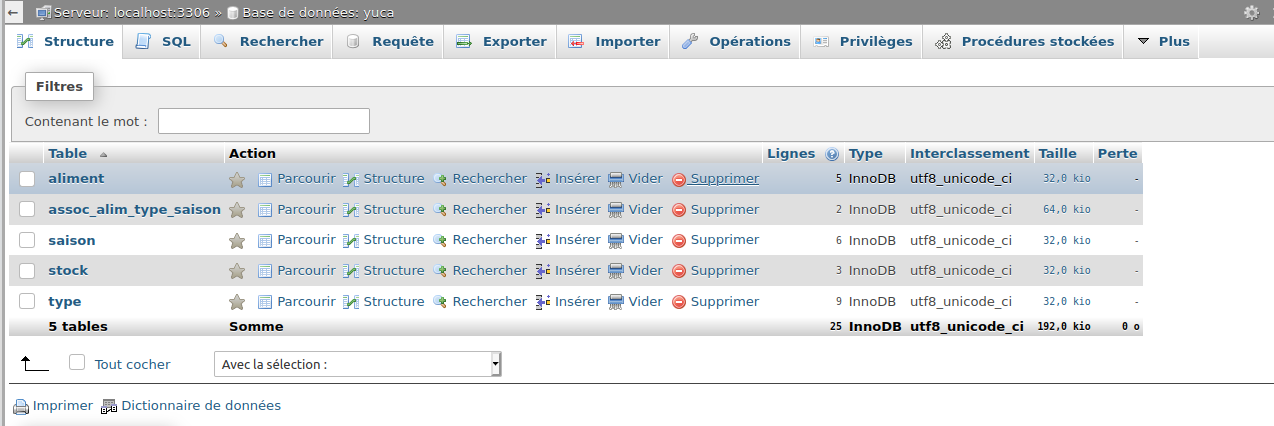 Serveur: localhost:3306 » Base de données: yuca
Structure SQL Rechercher Requête Exporter Importer Opérations Privilèges Procédures stockées Plus
Filtres
Contenant le mot :
Table Action Lignes Type Interclassement Taille Perte
aliment Parcourir Structure Rechercher Insérer Vider Supprimer 5 InnoDB utf8_unicode_ci 32,0 kio -
assoc_alim_type_saison Parcourir Structure Rechercher Insérer Vider Supprimer 2 InnoDB utf8_unicode_ci 64,0 kio -
saison Parcourir Structure Rechercher Insérer Vider Supprimer 6 InnoDB utf8_unicode_ci 32,0 kio -
stock Parcourir Structure Rechercher Insérer Vider Supprimer 3 InnoDB utf8_unicode_ci 32,0 kio -
type Parcourir Structure Rechercher Insérer Vider Supprimer 9 InnoDB utf8_unicode_ci 32,0 kio -
5 tables Somme 25 InnoDB utf8_unicode_ci 192,0 kio 0 o
Tout cocher Avec la sélection :
Imprimer Dictionnaire de données